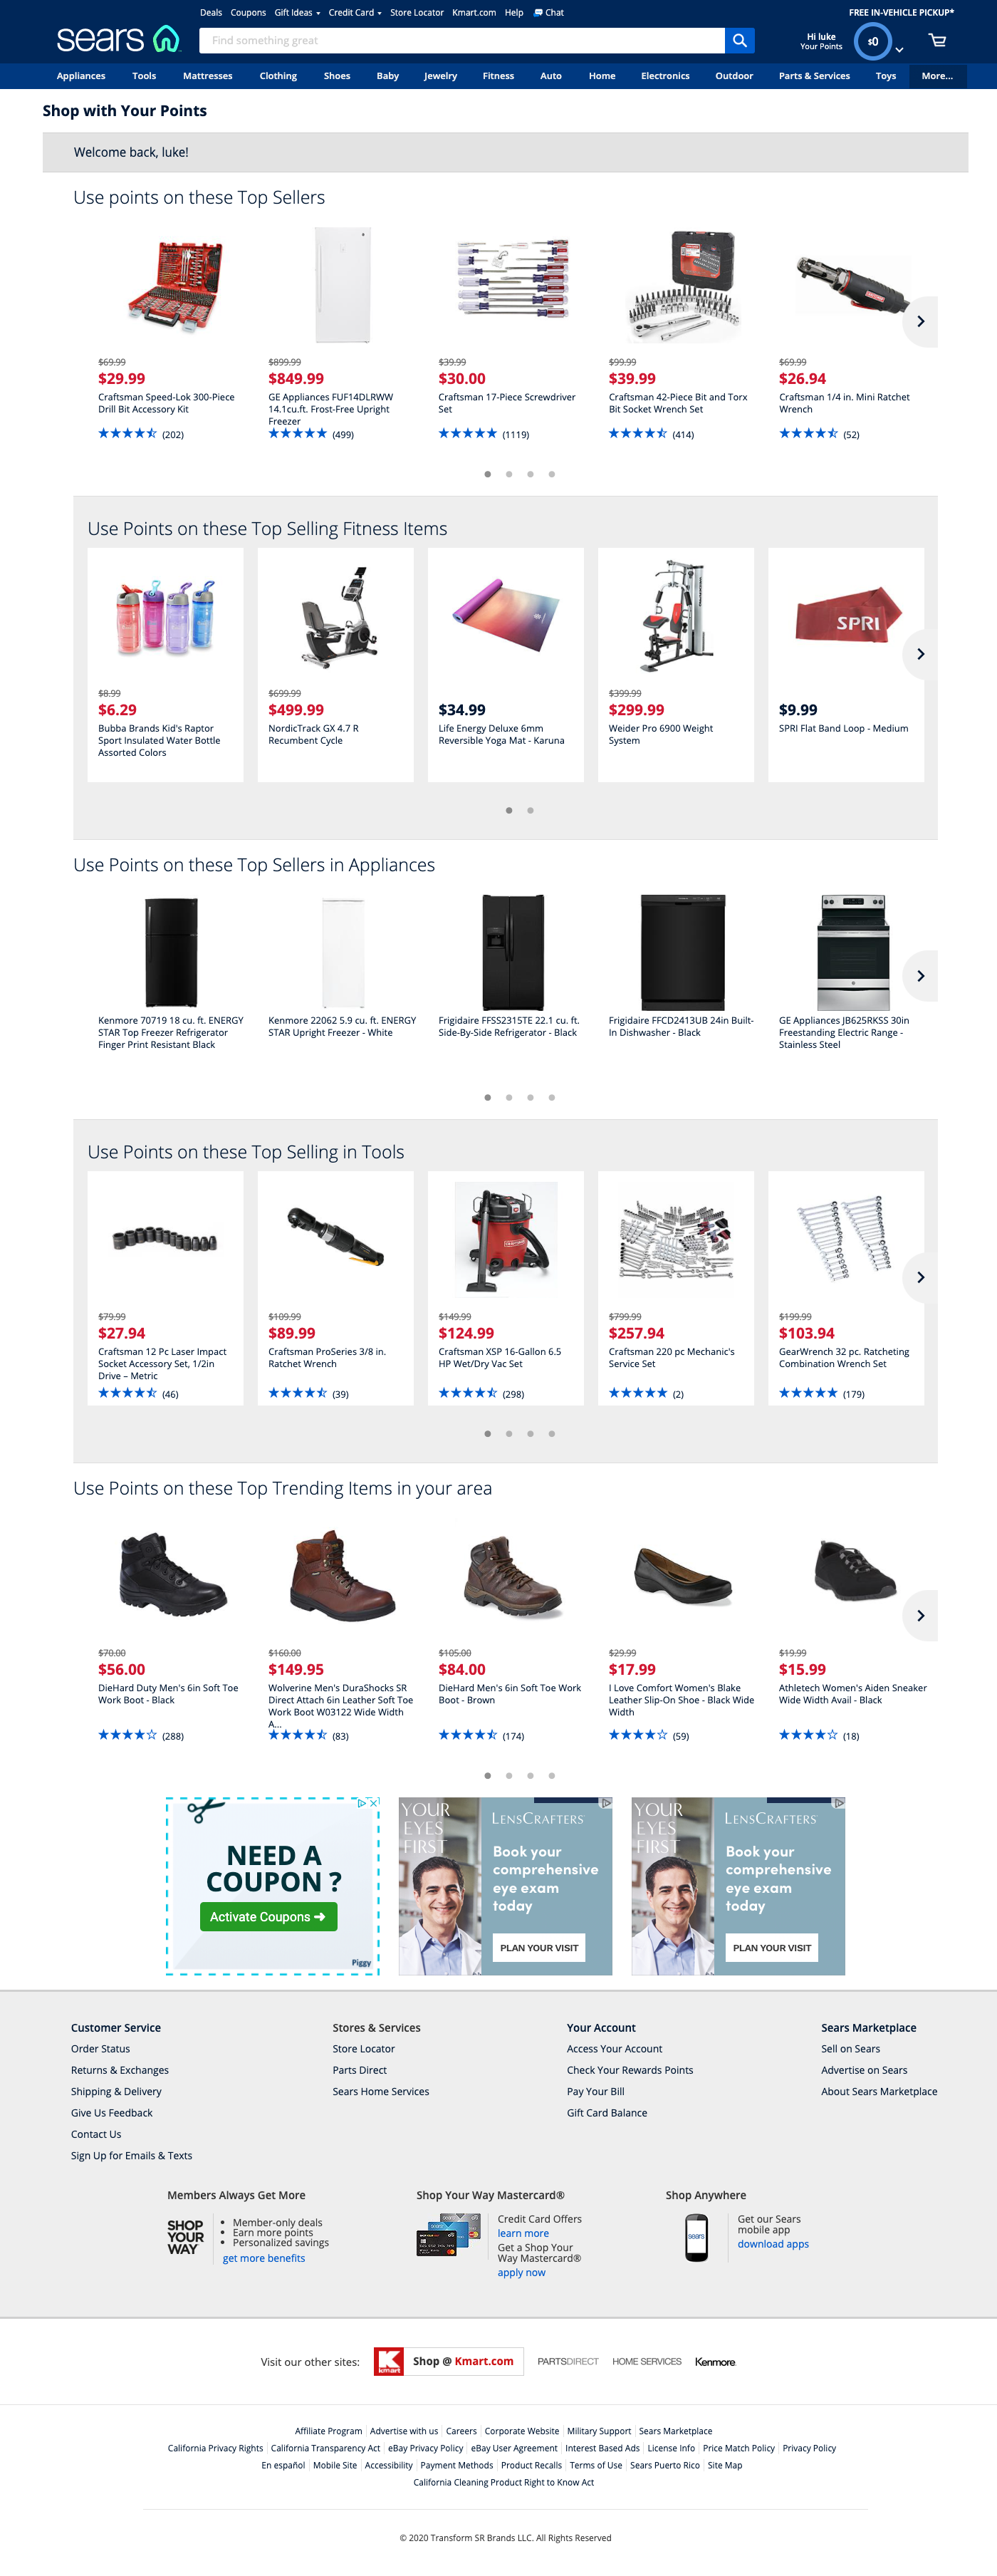 Deals Coupons Gift Ideas Credit Card Store Locator Kmart.com Help Chat
FREE IN-VEHICLE PICKUP*
sears
Find something great
Hi luke
Your Points
$0
Appliances Tools Mattresses Clothing Shoes Baby Jewelry Fitness Auto Home Electronics Outdoor Parts & Services Toys More...
Shop with Your Points
Welcome back, luke!
Use points on these Top Sellers
$69.99
$29.99
Craftsman Speed-Lok 300-Piece
Drill Bit Accessory Kit
(202)
$899.99
$849.99
GE Appliances FUF14DLRWW
14.1cu.ft. Frost-Free Upright
Freezer
(499)
$39.99
$30.00
Craftsman 17-Piece Screwdriver
Set
(1119)
$99.99
$39.99
Craftsman 42-Piece Bit and Torx
Bit Socket Wrench Set
(414)
$69.99
$26.94
Craftsman 1/4 in. Mini Ratchet
Wrench
(52)
Use Points on these Top Selling Fitness Items
$8.99
$6.29
Bubba Brands Kid's Raptor
Sport Insulated Water Bottle
Assorted Colors
$699.99
$499.99
NordicTrack GX 4.7 R
Recumbent Cycle
$34.99
Life Energy Deluxe 6mm
Reversible Yoga Mat - Karuna
$399.99
$299.99
Weider Pro 6900 Weight
System
SPRI
$9.99
SPRI Flat Band Loop - Medium
Use Points on these Top Sellers in Appliances
Kenmore 70719 18 cu. ft. ENERGY
STAR Top Freezer Refrigerator
Finger Print Resistant Black
Kenmore 22062 5.9 cu. ft. ENERGY
STAR Upright Freezer - White
Frigidaire FFSS2315TE 22.1 cu. ft.
Side-By-Side Refrigerator - Black
Frigidaire FFCD2413UB 24in Built-
In Dishwasher - Black
GE Appliances JB625RKSS 30in
Freestanding Electric Range -
Stainless Steel
Use Points on these Top Selling in Tools
$79.99
$27.94
Craftsman 12 Pc Laser Impact
Socket Accessory Set, 1/2in
Drive – Metric
(46)
$109.99
$89.99
Craftsman ProSeries 3/8 in.
Ratchet Wrench
(39)
$149.99
$124.99
Craftsman XSP 16-Gallon 6.5
HP Wet/Dry Vac Set
(298)
$799.99
$257.94
Craftsman 220 pc Mechanic's
Service Set
(2)
$199.99
$103.94
GearWrench 32 pc. Ratcheting
Combination Wrench Set
(179)
Use Points on these Top Trending Items in your area
$70.00
$56.00
DieHard Duty Men's 6in Soft Toe
Work Boot - Black
(288)
$160.00
$149.95
Wolverine Men's DuraShocks SR
Direct Attach 6in Leather Soft Toe
Work Boot W03122 Wide Width
A...
(83)
$105.00
$84.00
DieHard Men's 6in Soft Toe Work
Boot - Brown
(174)
$29.99
$17.99
I Love Comfort Women's Blake
Leather Slip-On Shoe - Black Wide
Width
(59)
$19.99
$15.99
Athletech Women's Aiden Sneaker
Wide Width Avail - Black
(18)
NEED A
COUPON ?
Activate Coupons
Piggy
YOUR
EYES
FIRST
LENSCRAFTERS
Book your
comprehensive
eye exam
today
PLAN YOUR VISIT
YOUR
EYES
FIRST
LENSCRAFTERS
Book your
comprehensive
eye exam
today
PLAN YOUR VISIT
Customer Service
Order Status
Returns & Exchanges
Shipping & Delivery
Give Us Feedback
Contact Us
Sign Up for Emails & Texts
Stores & Services
Store Locator
Parts Direct
Sears Home Services
Your Account
Access Your Account
Check Your Rewards Points
Pay Your Bill
Gift Card Balance
Sears Marketplace
Sell on Sears
Advertise on Sears
About Sears Marketplace
Members Always Get More
SHOP
YOUR
WAY
Member-only deals
Earn more points
Personalized savings
get more benefits
Shop Your Way Mastercard®
Credit Card Offers
learn more
Get a Shop Your
Way Mastercard®
apply now
Shop Anywhere
sears
Get our Sears
mobile app
download apps
Visit our other sites:
kmart
Shop @ Kmart.com
PARTSDIRECT
HOME SERVICES
Kenmore
Affiliate Program Advertise with us Careers Corporate Website Military Support Sears Marketplace
California Privacy Rights California Transparency Act eBay Privacy Policy eBay User Agreement Interest Based Ads License Info Price Match Policy Privacy Policy
En español Mobile Site Accessibility Payment Methods Product Recalls Terms of Use Sears Puerto Rico Site Map
California Cleaning Product Right to Know Act
© 2020 Transform SR Brands LLC. All Rights Reserved